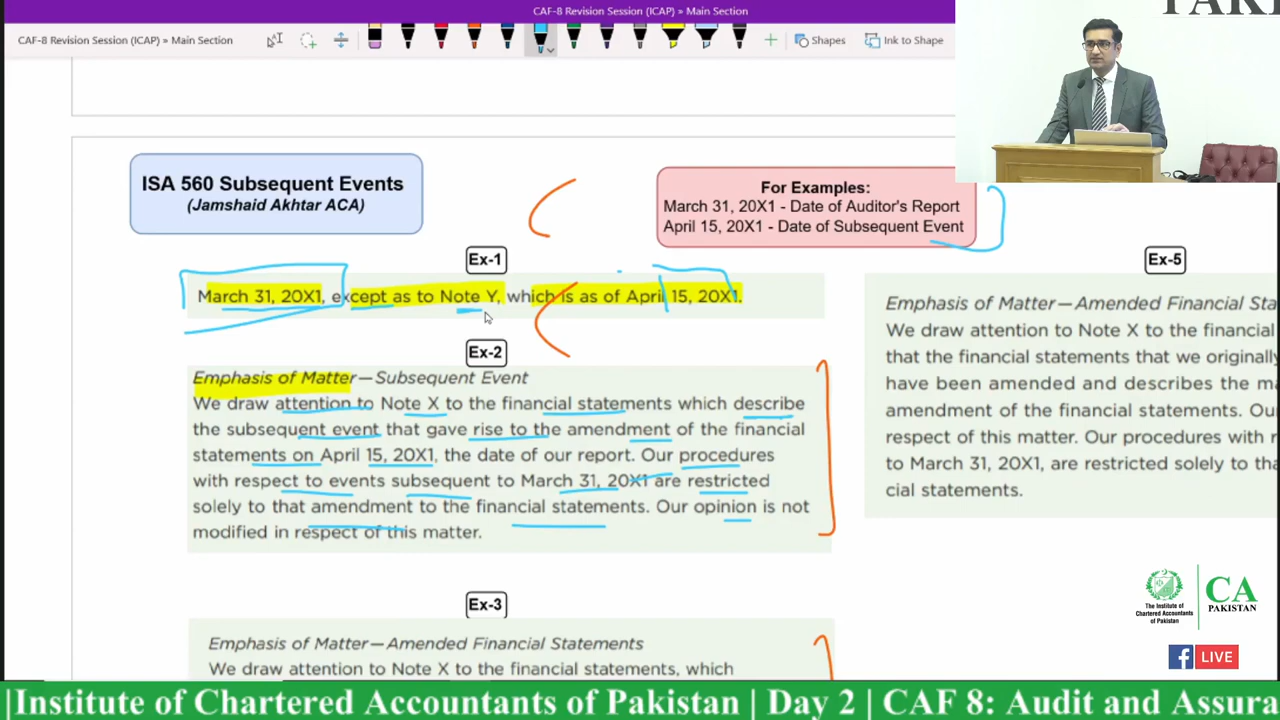 CAF-8 Revision Session (ICAP) » Main Section
CAF-8 Revision Session (ICAP) » Main Section
Shapes
Ink to Shape
ISA 560 Subsequent Events
(Jamshaid Akhtar ACA)
For Examples:
March 31, 20X1 - Date of Auditor's Report
April 15, 20X1 - Date of Subsequent Event
Ex-1
March 31, 20X1, except as to Note Y, which is as of April 15, 20X1.
Ex-2
Emphasis of Matter—Subsequent Event
We draw attention to Note X to the financial statements which describe
the subsequent event that gave rise to the amendment of the financial
statements on April 15, 20X1, the date of our report. Our procedures
with respect to events subsequent to March 31, 20X1 are restricted
solely to that amendment to the financial statements. Our opinion is not
modified in respect of this matter.
Ex-3
Emphasis of Matter—Amended Financial Statements
We draw attention to Note X to the financial statements, which
Ex-5
Emphasis of Matter—Amended Financial Sta
We draw attention to Note X to the financial
that the financial statements that we originally
have been amended and describes the ma
amendment of the financial statements. Ou
respect of this matter. Our procedures with r
to March 31, 20X1, are restricted solely to tha
cial statements.
The Institute of
Chartered Accountants
of Pakistan
CA
PAKISTAN
LIVE
|Institute of Chartered Accountants of Pakistan | Day 2 | CAF 8: Audit and Assura